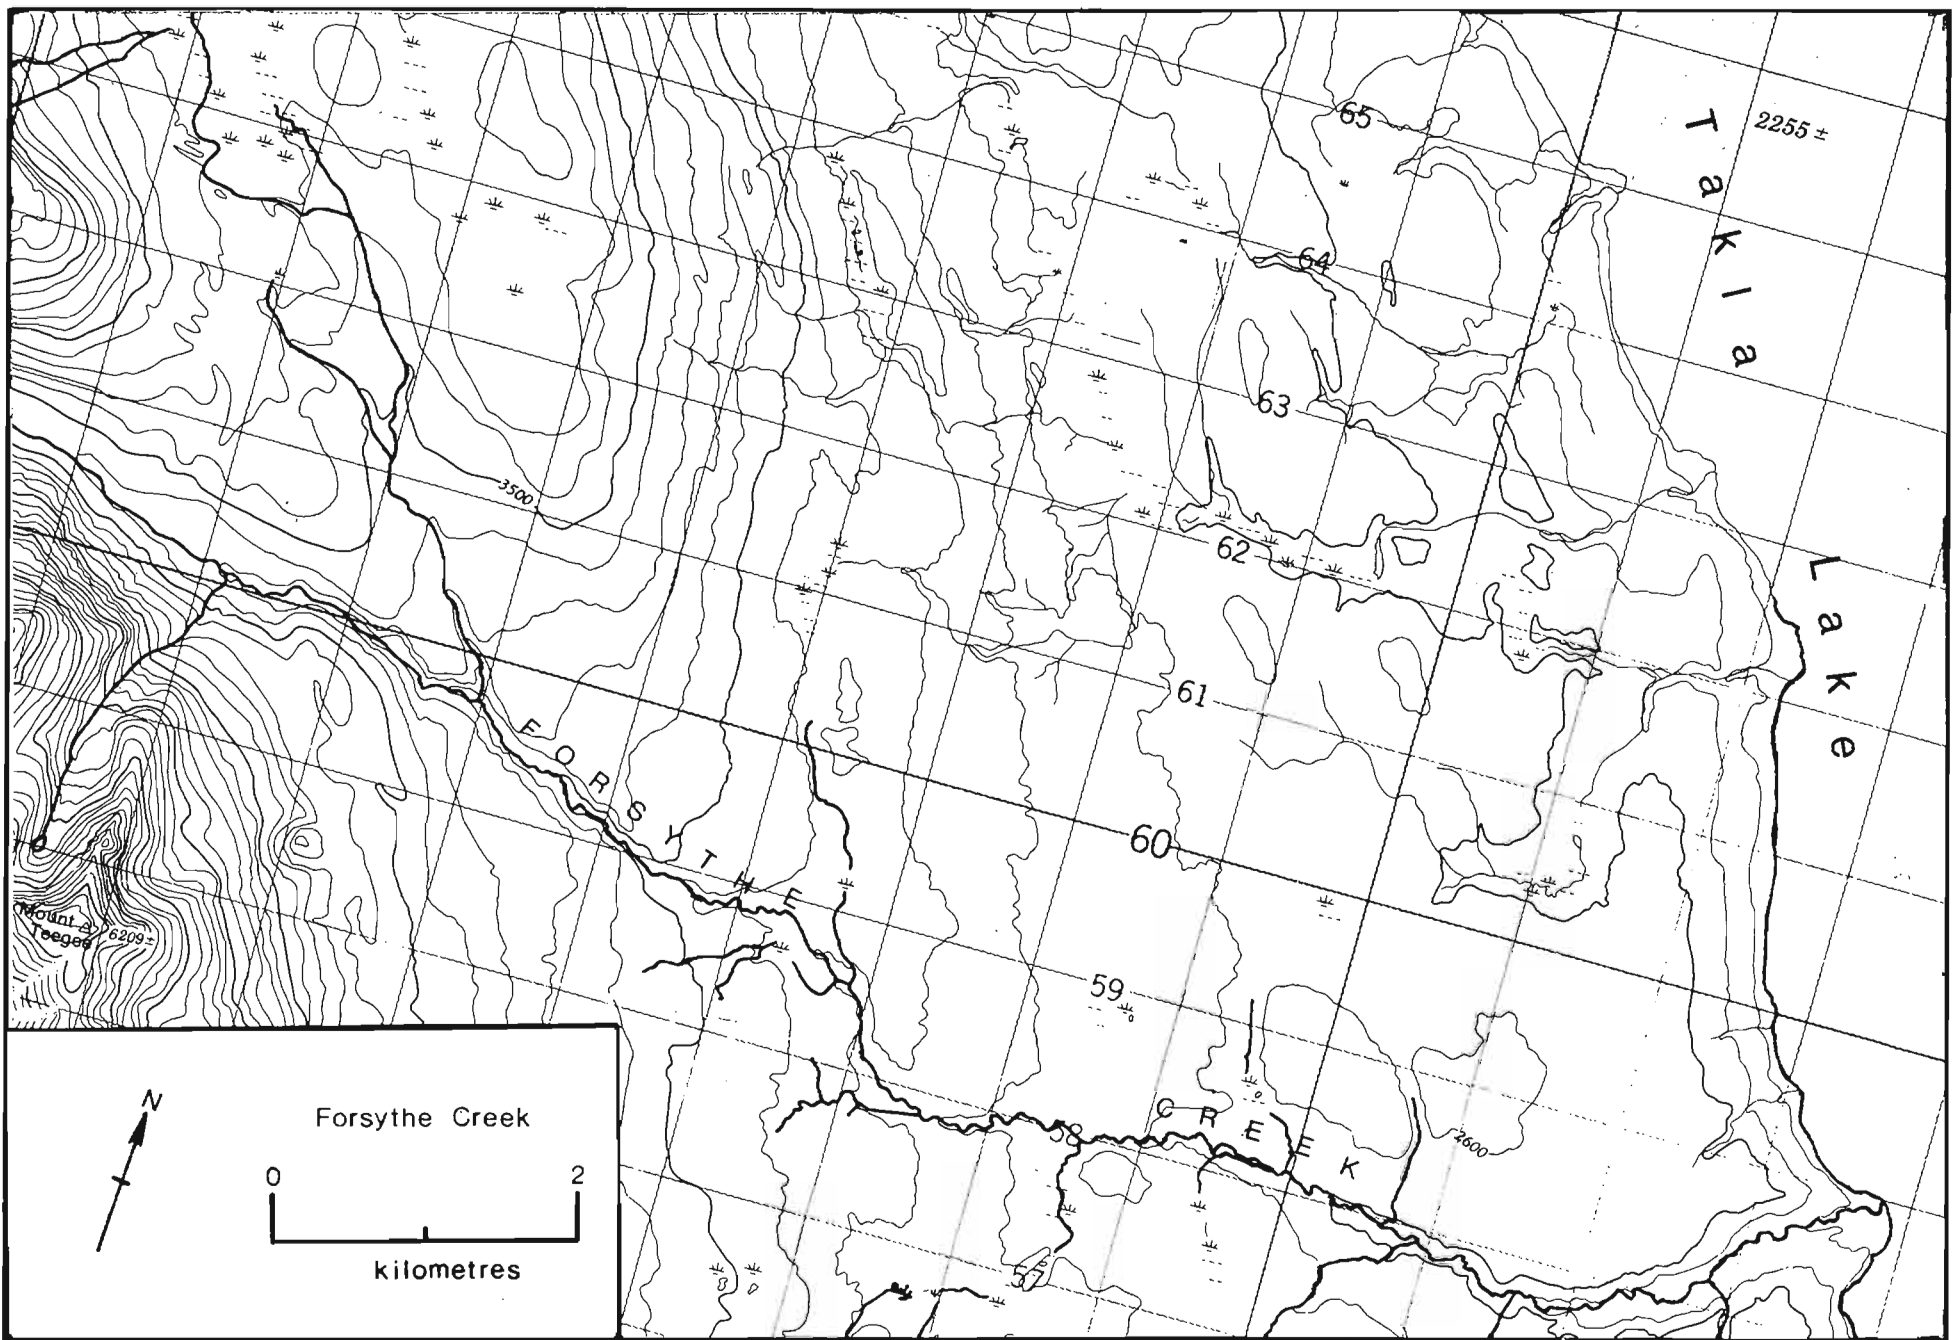 65
Takla
2255 ±
64
63
3500
62
Lake
61
FORSYTHE
60
Mount
Teegee
6209±
59
CREEK
58
2600
57
N
Forsythe Creek
0 2
kilometres